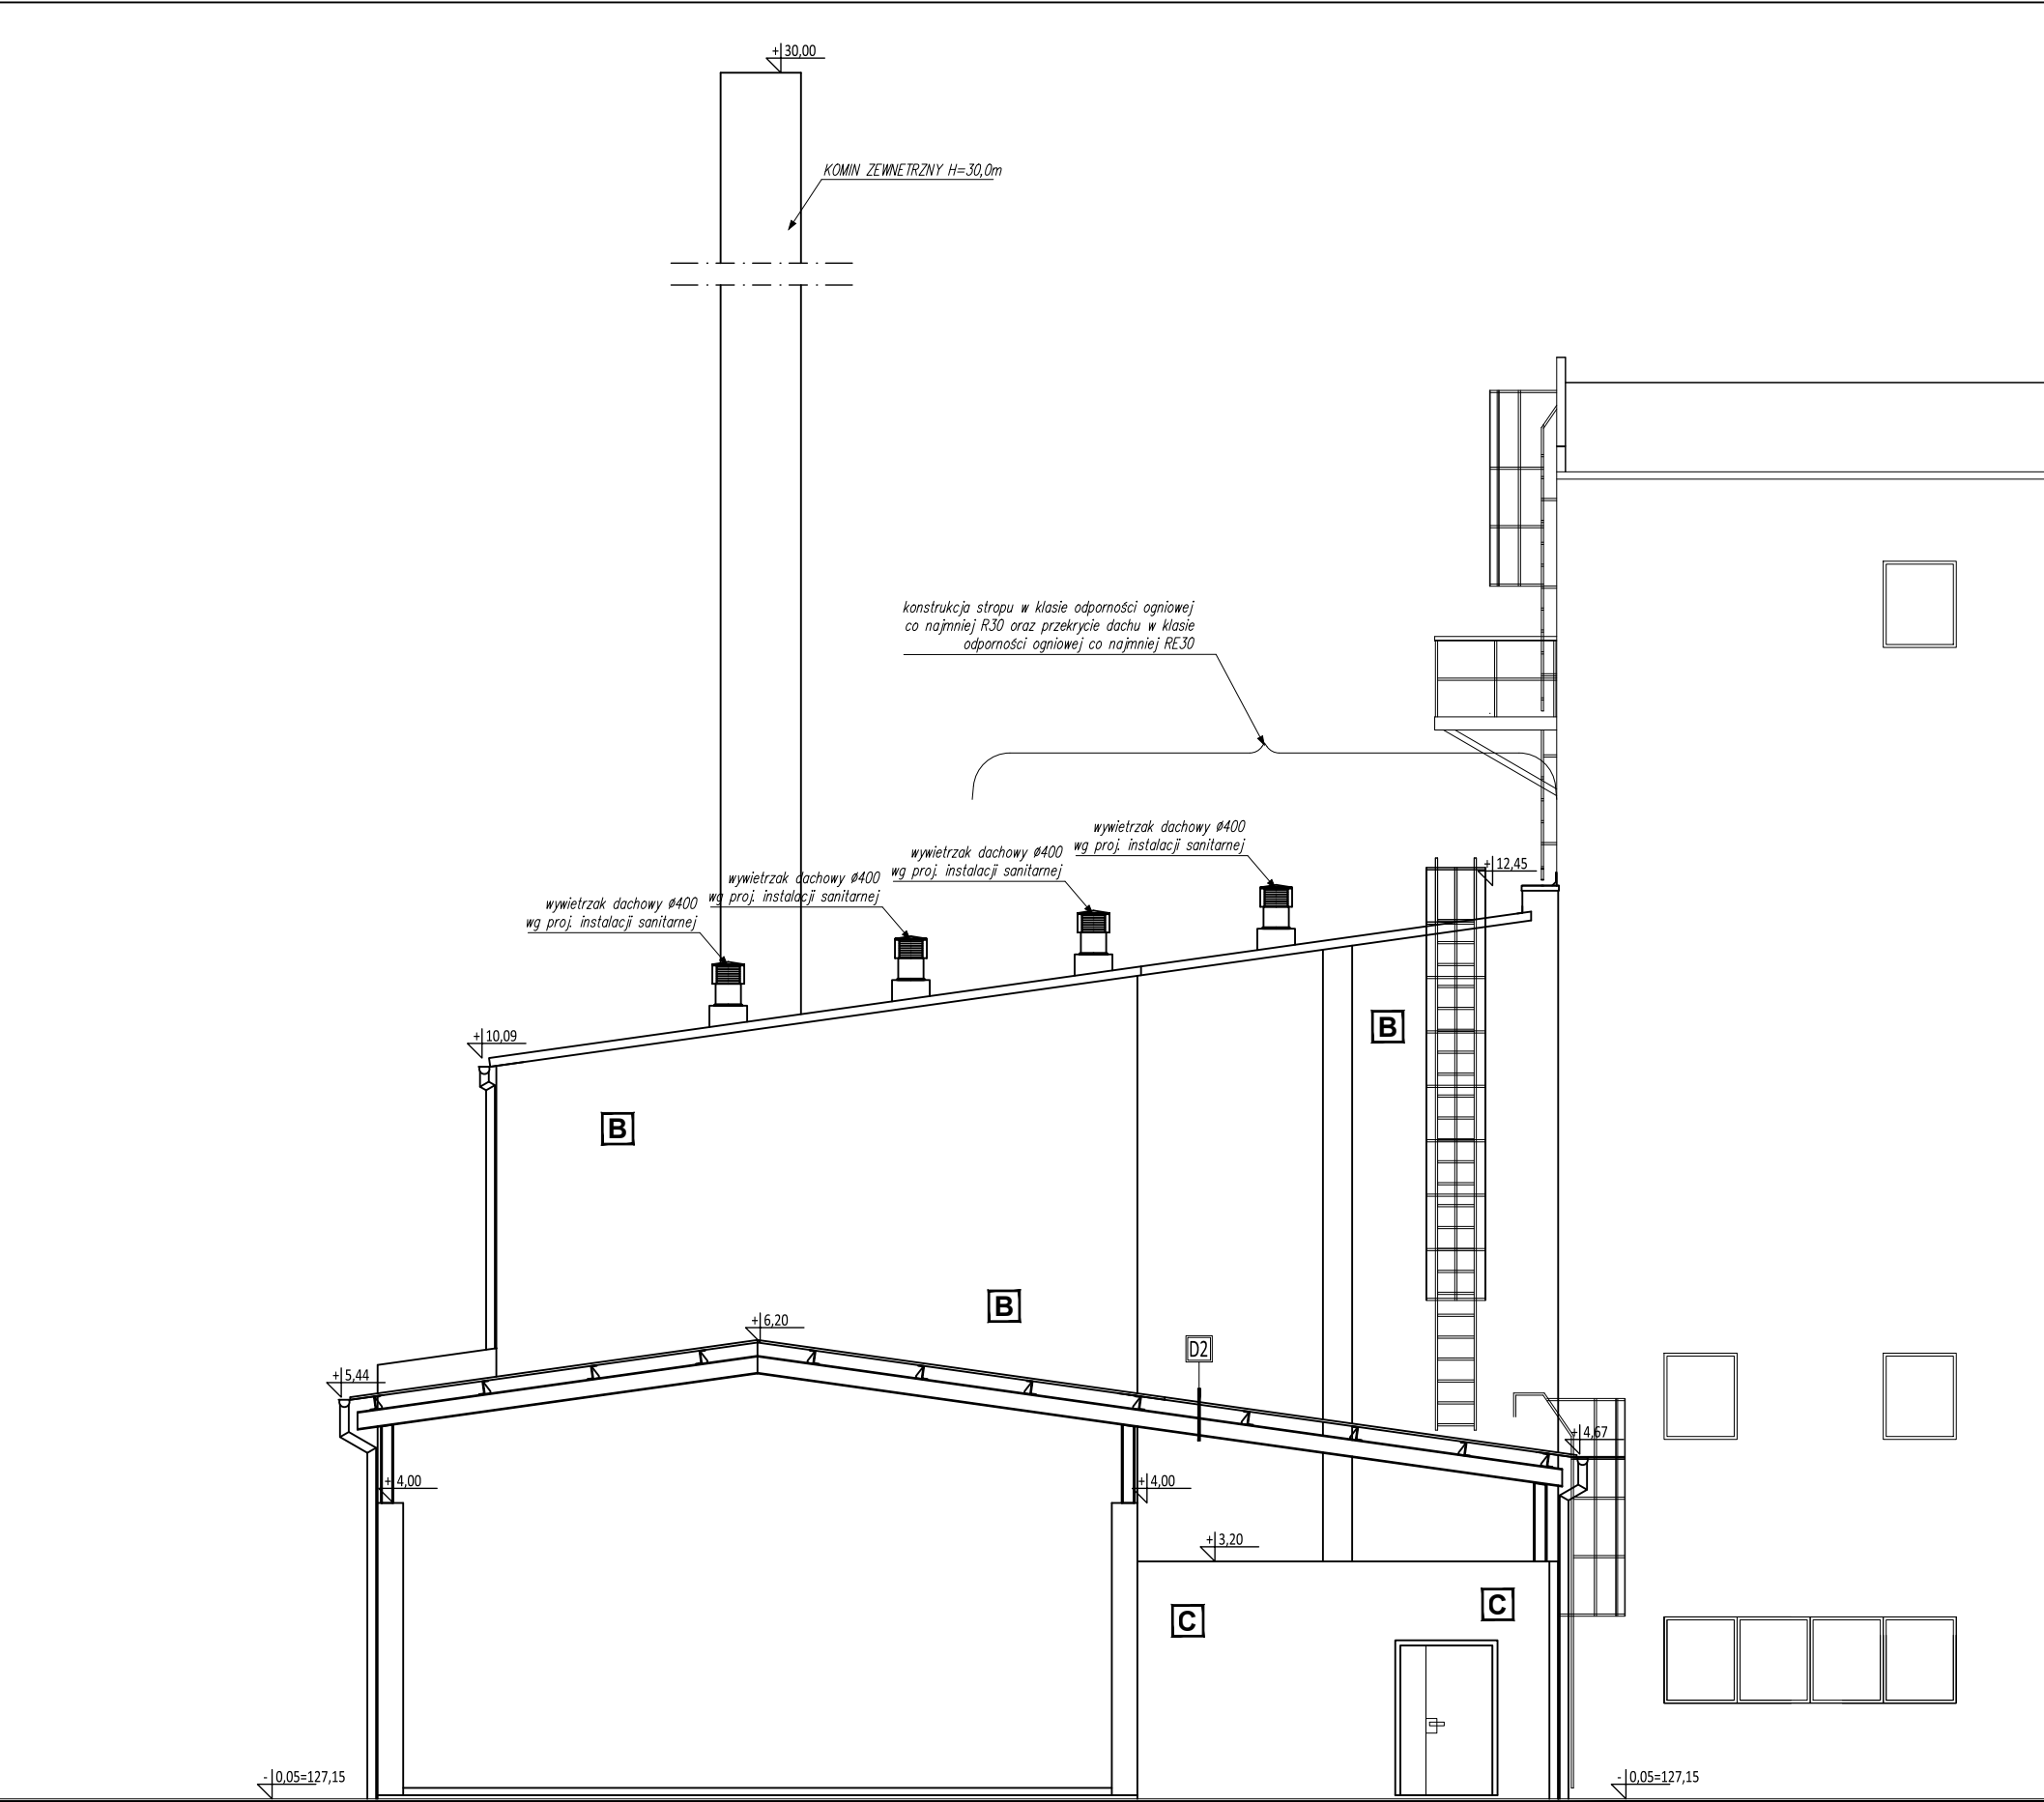 +30,00
KOMIN ZEWNETRZNY H=30,0m
konstrukcja stropu w klasie odporności ogniowej
co najmniej R30 oraz przekrycie dachu w klasie
odporności ogniowej co najmniej RE30
wywietrzak dachowy ø400
wg proj. instalacji sanitarnej
wywietrzak dachowy ø400
wg proj. instalacji sanitarnej
wywietrzak dachowy ø400
wg proj. instalacji sanitarnej
wywietrzak dachowy ø400
wg proj. instalacji sanitarnej
+12,45
+10,09
B
B
B
+6,20
D2
+5,44
+4,67
+4,00
+4,00
+3,20
C
C
-0,05=127,15
-0,05=127,15